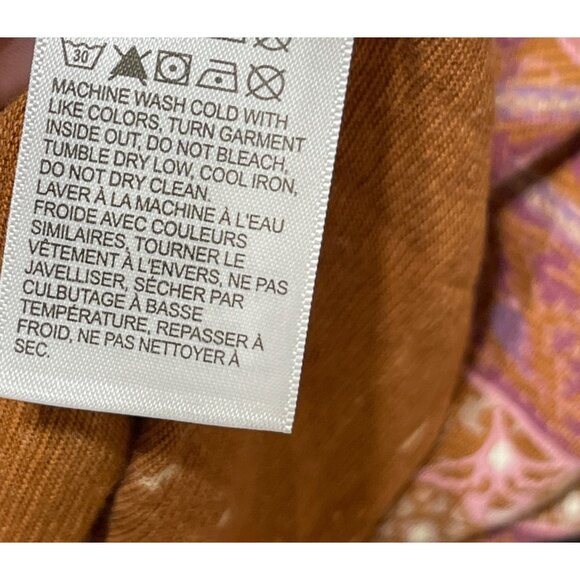 30
MACHINE WASH COLD WITH
LIKE COLORS, TURN GARMENT
INSIDE OUT, DO NOT BLEACH,
TUMBLE DRY LOW, COOL IRON,
DO NOT DRY CLEAN.
LAVER À LA MACHINE À L'EAU
FROIDE AVEC COULEURS
SIMILAIRES, TOURNER LE
VÊTEMENT À L'ENVERS, NE PAS
JAVELLISER, SÉCHER PAR
CULBUTAGE À BASSE
TEMPÉRATURE. REPASSER À
FROID, NE PAS NETTOYER À
SEC.